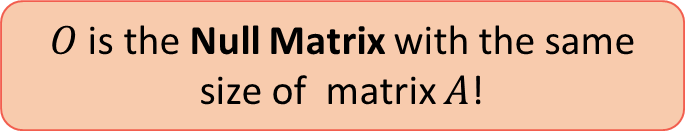 O is the Null Matrix with the same
size of matrix A!